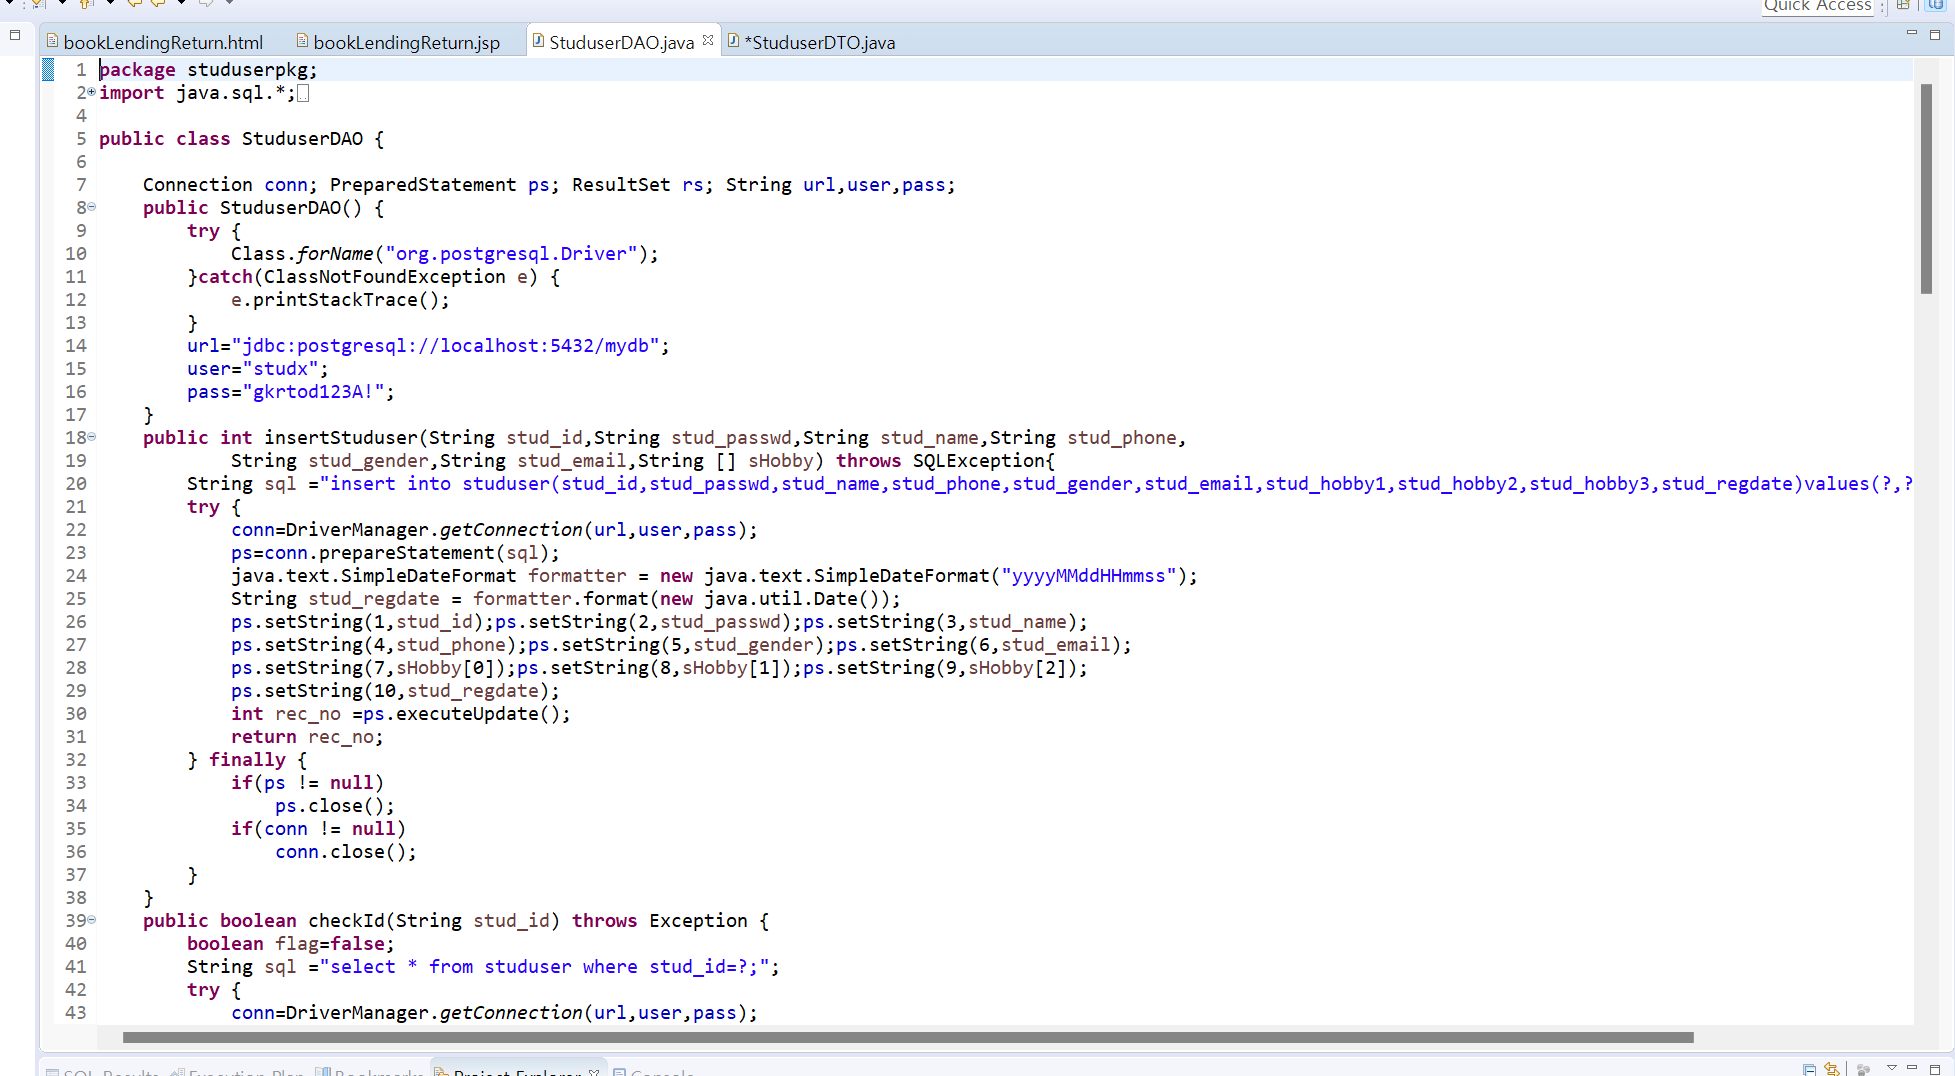 Quick Access
bookLendingReturn.html bookLendingReturn.jsp StuduserDAO.java *StuduserDTO.java
1 package studuserpkg;
2 import java.sql.*;
4
5 public class StuduserDAO {
6
7 Connection conn; PreparedStatement ps; ResultSet rs; String url,user,pass;
8 public StuduserDAO() {
9 try {
10 Class.forName("org.postgresql.Driver");
11 }catch(ClassNotFoundException e) {
12 e.printStackTrace();
13 }
14 url="jdbc:postgresql://localhost:5432/mydb";
15 user="studx";
16 pass="gkrtod123A!";
17 }
18 public int insertStuduser(String stud_id,String stud_passwd,String stud_name,String stud_phone,
19 String stud_gender,String stud_email,String [] sHobby) throws SQLException{
20 String sql ="insert into studuser(stud_id,stud_passwd,stud_name,stud_phone,stud_gender,stud_email,stud_hobby1,stud_hobby2,stud_hobby3,stud_regdate)values(?,?
21 try {
22 conn=DriverManager.getConnection(url,user,pass);
23 ps=conn.prepareStatement(sql);
24 java.text.SimpleDateFormat formatter = new java.text.SimpleDateFormat("yyyyMMddHHmmss");
25 String stud_regdate = formatter.format(new java.util.Date());
26 ps.setString(1,stud_id);ps.setString(2,stud_passwd);ps.setString(3,stud_name);
27 ps.setString(4,stud_phone);ps.setString(5,stud_gender);ps.setString(6,stud_email);
28 ps.setString(7,sHobby[0]);ps.setString(8,sHobby[1]);ps.setString(9,sHobby[2]);
29 ps.setString(10,stud_regdate);
30 int rec_no =ps.executeUpdate();
31 return rec_no;
32 } finally {
33 if(ps != null)
34 ps.close();
35 if(conn != null)
36 conn.close();
37 }
38 }
39 public boolean checkId(String stud_id) throws Exception {
40 boolean flag=false;
41 String sql ="select * from studuser where stud_id=?;";
42 try {
43 conn=DriverManager.getConnection(url,user,pass);
SQL Results Execution Plan Bookmarks Project Explorer Console